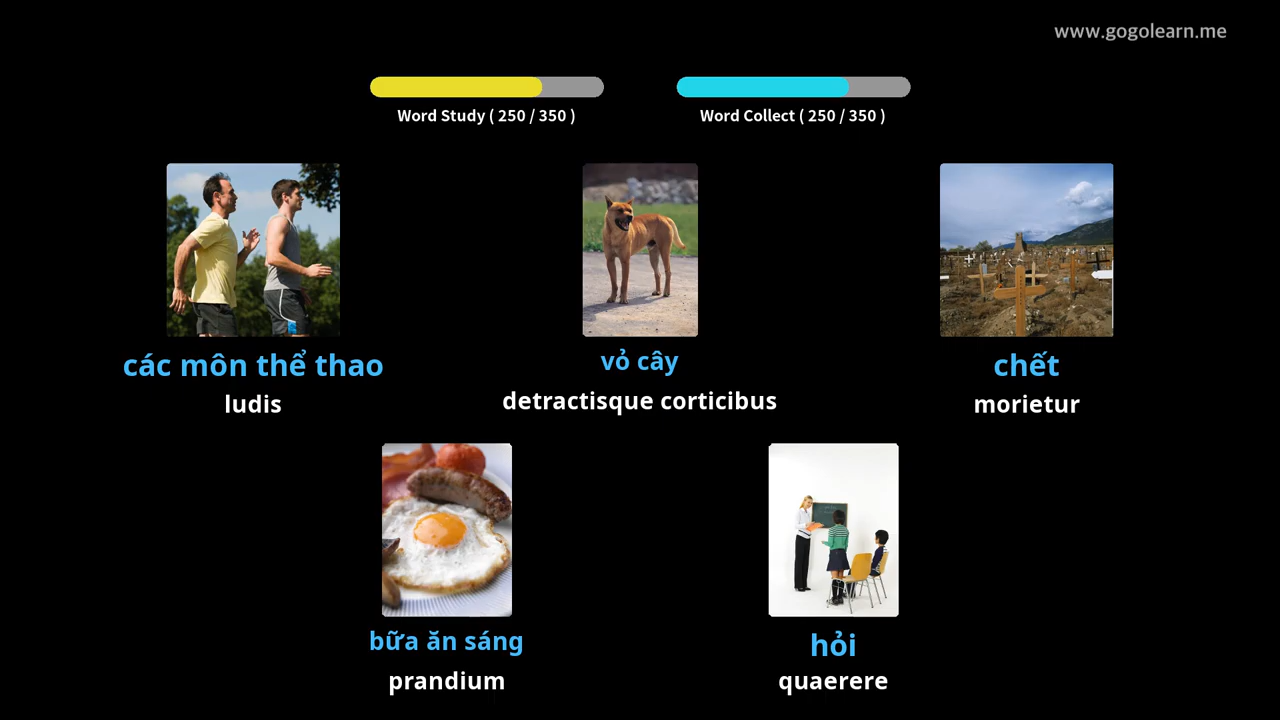 www.gogolearn.me
Word Study ( 250 / 350 )
Word Collect ( 250 / 350 )
các môn thể thao
ludis
vỏ cây
detractisque corticibus
chết
morietur
bữa ăn sáng
prandium
hỏi
quaerere